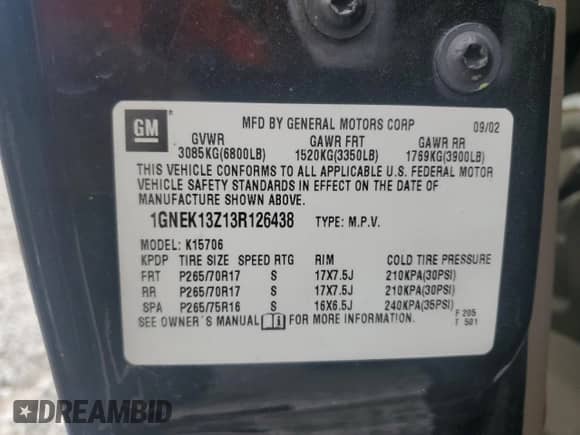 GM
MFD BY GENERAL MOTORS CORP 09/02
GVWR GAWR FRT GAWR RR
3085KG(6800LB) 1520KG(3350LB) 1769KG(3900LB)
THIS VEHICLE CONFORMS TO ALL APPLICABLE U.S. FEDERAL MOTOR
VEHICLE SAFETY STANDARDS IN EFFECT ON THE DATE OF
MANUFACTURE SHOWN ABOVE.
1GNEK13Z13R126438 TYPE: M.P.V.
MODEL: K15706
KPDP TIRE SIZE SPEED RTG RIM COLD TIRE PRESSURE
FRT P265/70R17 S 17X7.5J 210KPA(30PSI)
RR P265/70R17 S 17X7.5J 210KPA(30PSI)
SPA P265/75R16 S 16X6.5J 240KPA(35PSI)
SEE OWNER'S MANUAL FOR MORE INFORMATION.
F 205
T 501
DREAMBID